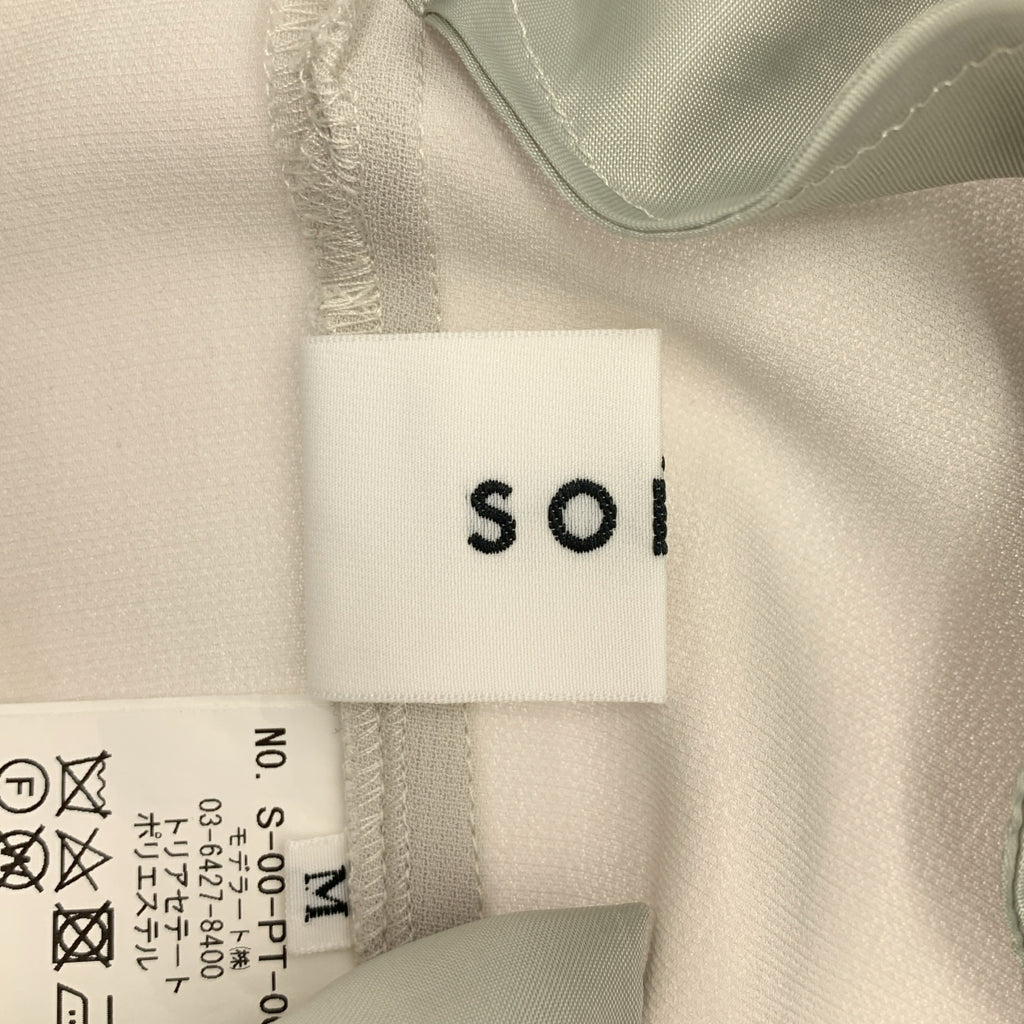 SOÏ
NO. S-00-PT-0
モデラート㈱
03-6427-8400
トリアセテート
ポリエステル
M
F
W